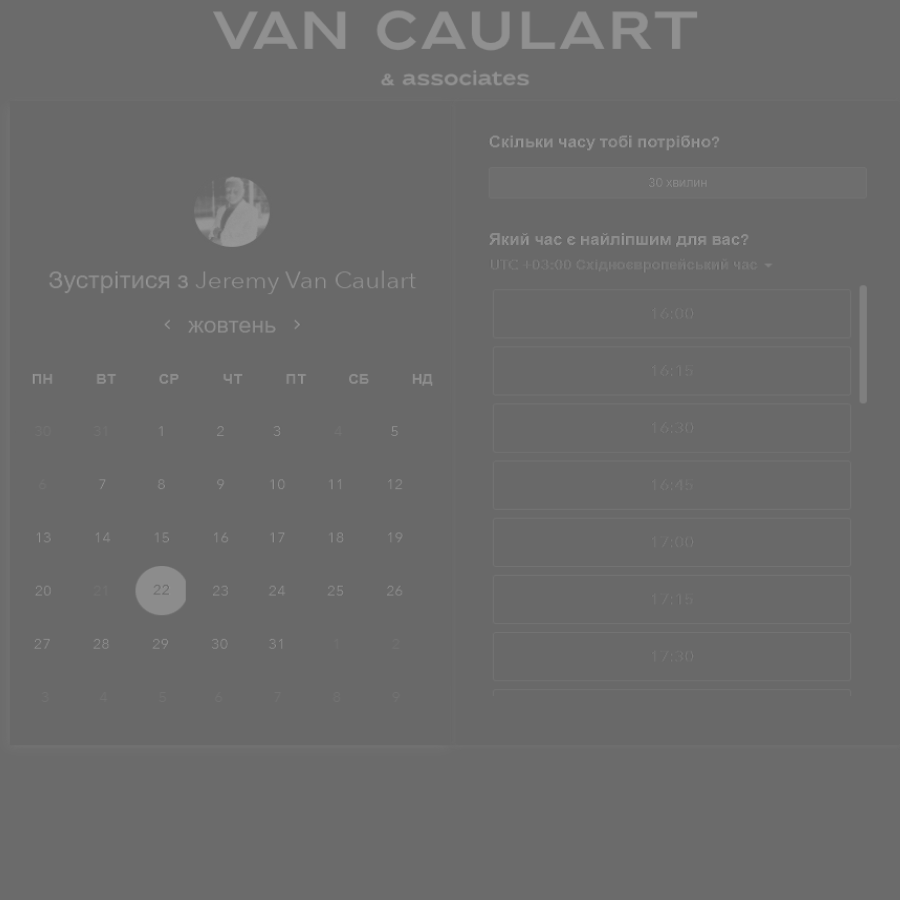 VAN CAULART
& associates
Зустрітися з Jeremy Van Caulart
жовтень
ПН ВТ СР ЧТ ПТ СБ НД
30 31 1 2 3 4 5
6 7 8 9 10 11 12
13 14 15 16 17 18 19
20 21 22 23 24 25 26
27 28 29 30 31 1 2
3 4 5 6 7 8 9
Скільки часу тобі потрібно?
30 хвилин
Який час є найліпшим для вас?
UTC +03:00 Східноєвропейський час
16:00
16:15
16:30
16:45
17:00
17:15
17:30